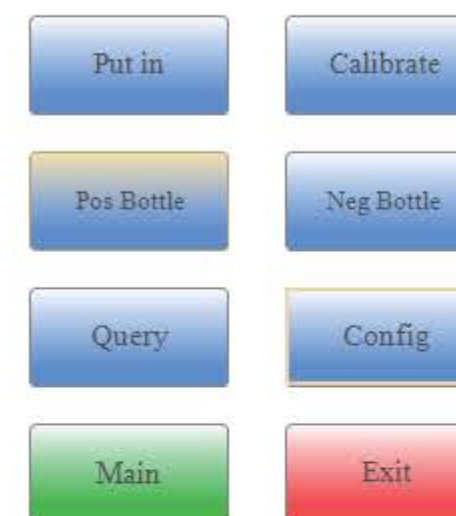 Put in
Calibrate
Pos Bottle
Neg Bottle
Query
Config
Main
Exit